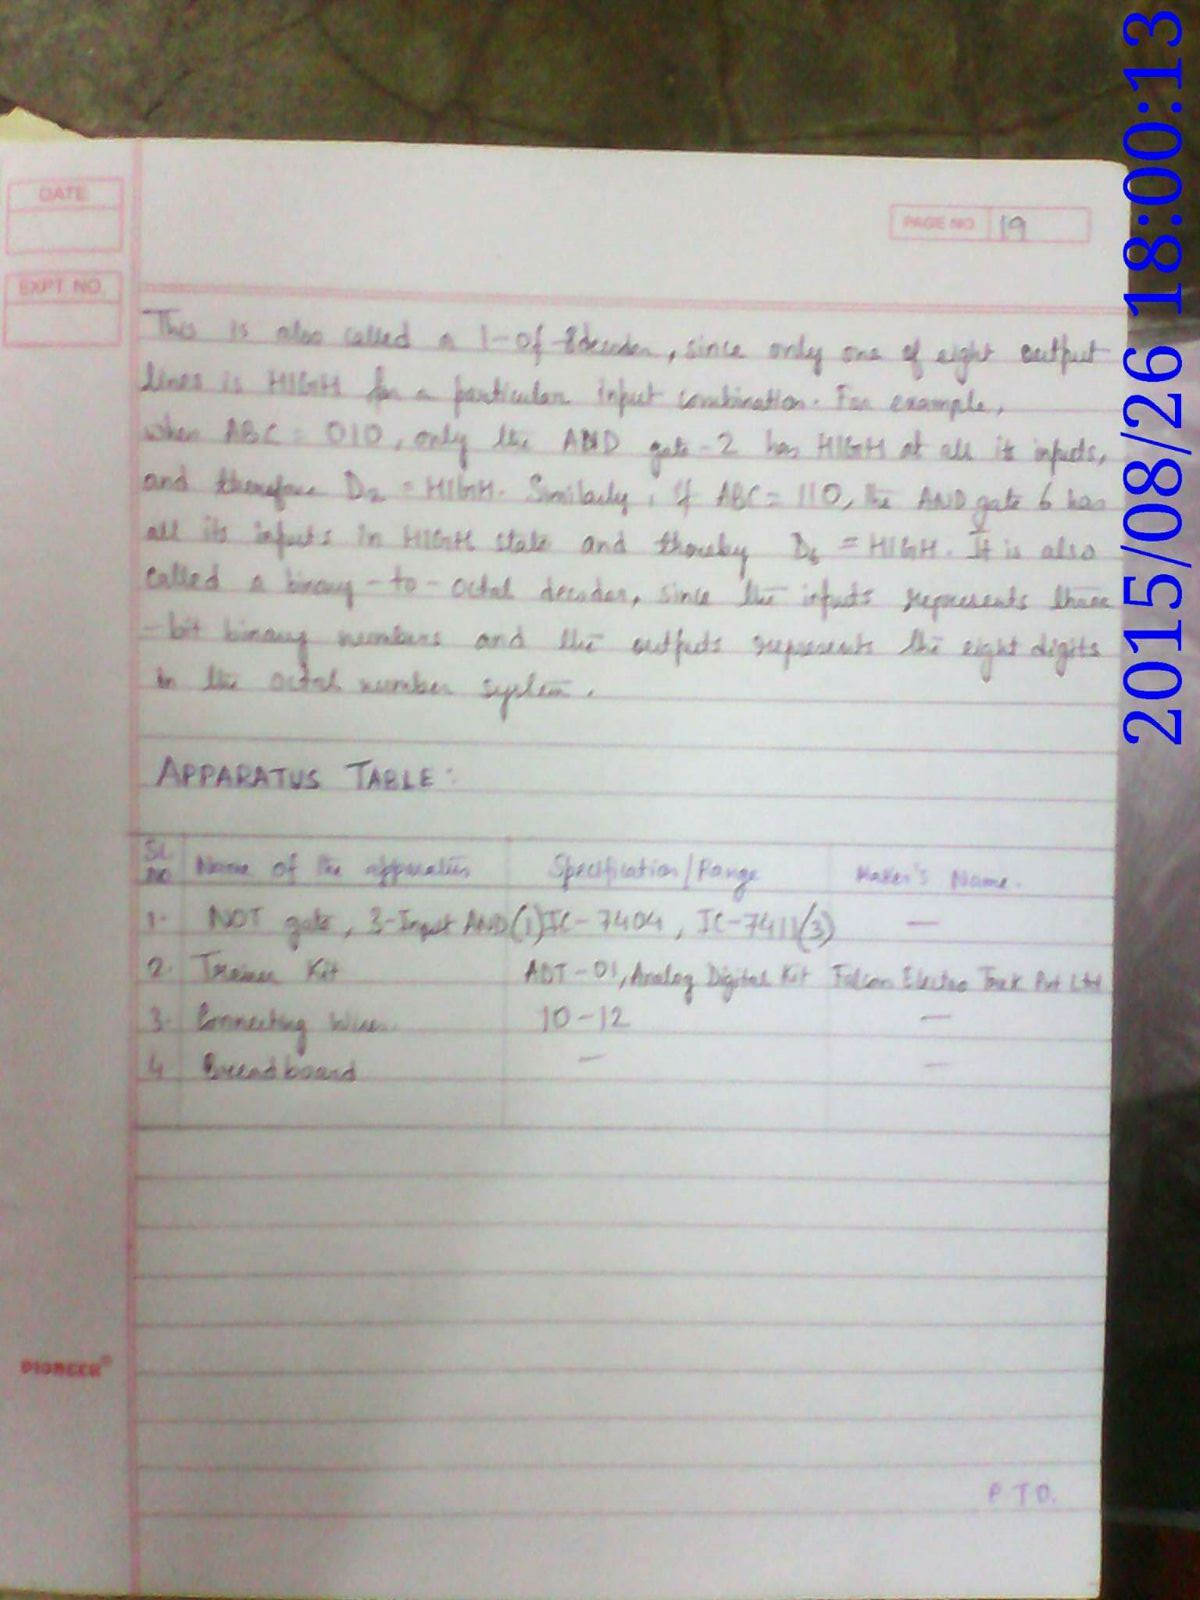 DATE
PAGE NO 19
EXPT NO.
This is also called a 1-of-8 decoder, since only one of eight output
lines is HIGH for a particular input combination. For example,
when ABC = 010, only the AND gate-2 has HIGH at all its inputs,
and therefore D₂ = HIGH. Similarly, if ABC = 110, the AND gate 6 has
all its inputs in HIGH state and thereby D₆ = HIGH. It is also
called a binary-to-octal decoder, since the inputs represents three
-bit binary numbers and the outputs represents the eight digits
in the octal number system.
APPARATUS TABLE:
SL NO Name of the apparatus Specification/Range Maker's Name.
1. NOT gate, 3-Input AND (1)IC-7404, IC-7411(3) —
2. Trainer Kit ADT-01, Analog Digital Kit Falcon Electro Tack Pvt Ltd
3. Connecting Wires. 10-12 —
4. Breadboard — —
PIONEER®
P.T.O.
2015/08/26 18:00:13